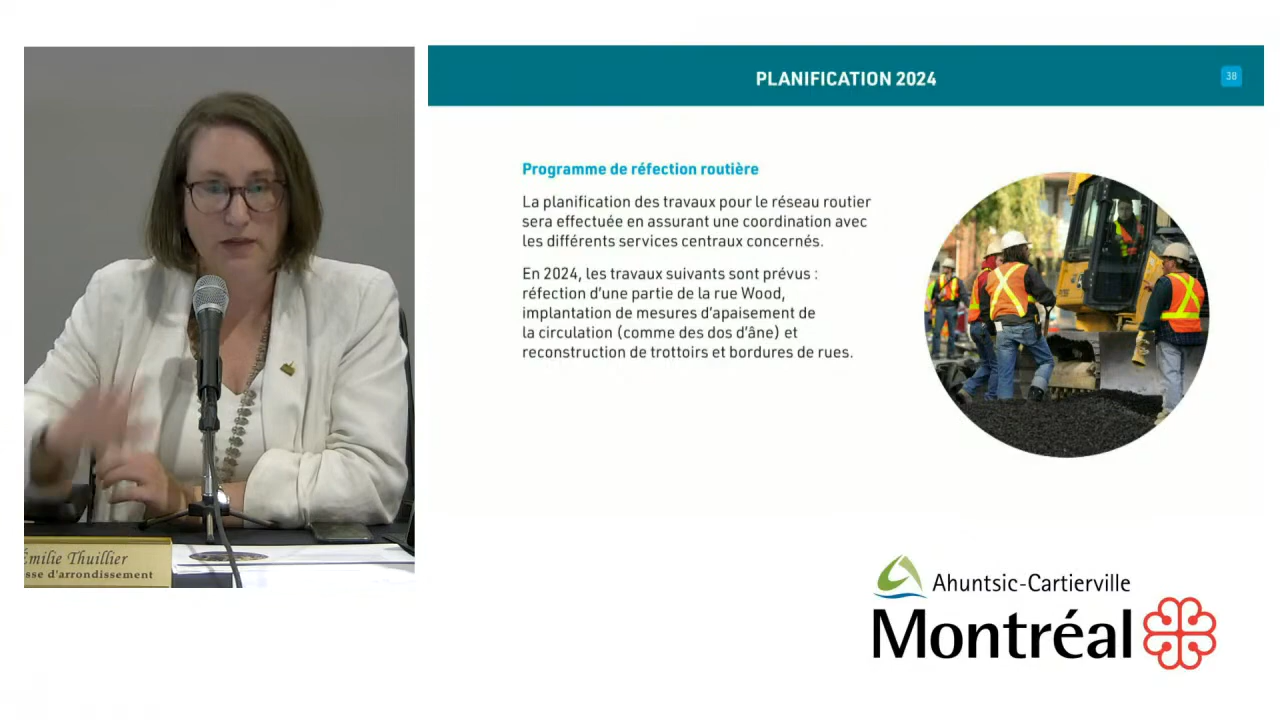 PLANIFICATION 2024
38
Programme de réfection routière
La planification des travaux pour le réseau routier
sera effectuée en assurant une coordination avec
les différents services centraux concernés.
En 2024, les travaux suivants sont prévus :
réfection d'une partie de la rue Wood,
implantation de mesures d'apaisement de
la circulation (comme des dos d'âne) et
reconstruction de trottoirs et bordures de rues.
Émilie Thuillier
sse d'arrondissement
Ahuntsic-Cartierville
Montréal